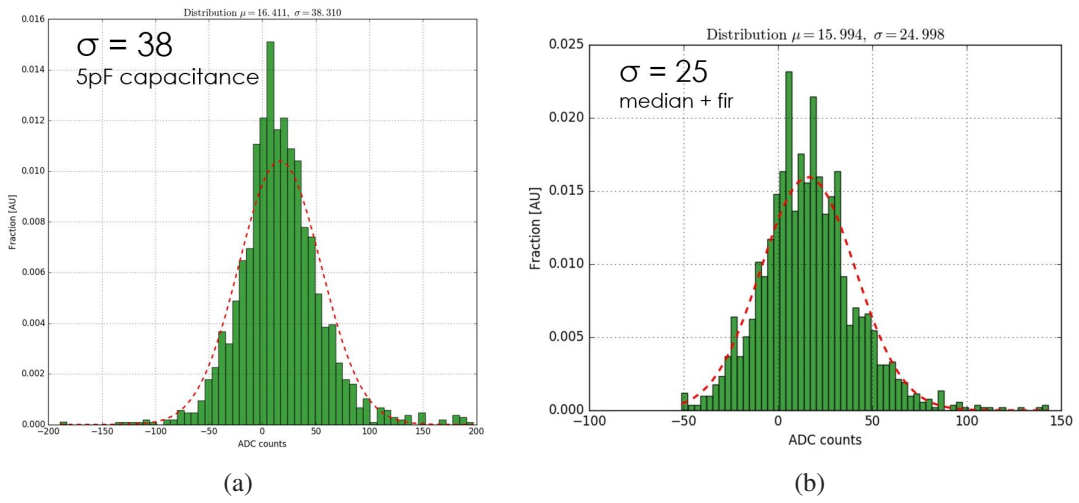 Distribution μ = 16.411, σ = 38.310
σ = 38
5pF capacitance
Fraction [AU]
0.016
0.014
0.012
0.010
0.008
0.006
0.004
0.002
0.000
−200 −150 −100 −50 0 50 100 150 200
ADC counts
(a)
Distribution μ = 15.994, σ = 24.998
σ = 25
median + fir
Fraction [AU]
0.025
0.020
0.015
0.010
0.005
0.000
−100 −50 0 50 100 150
ADC counts
(b)